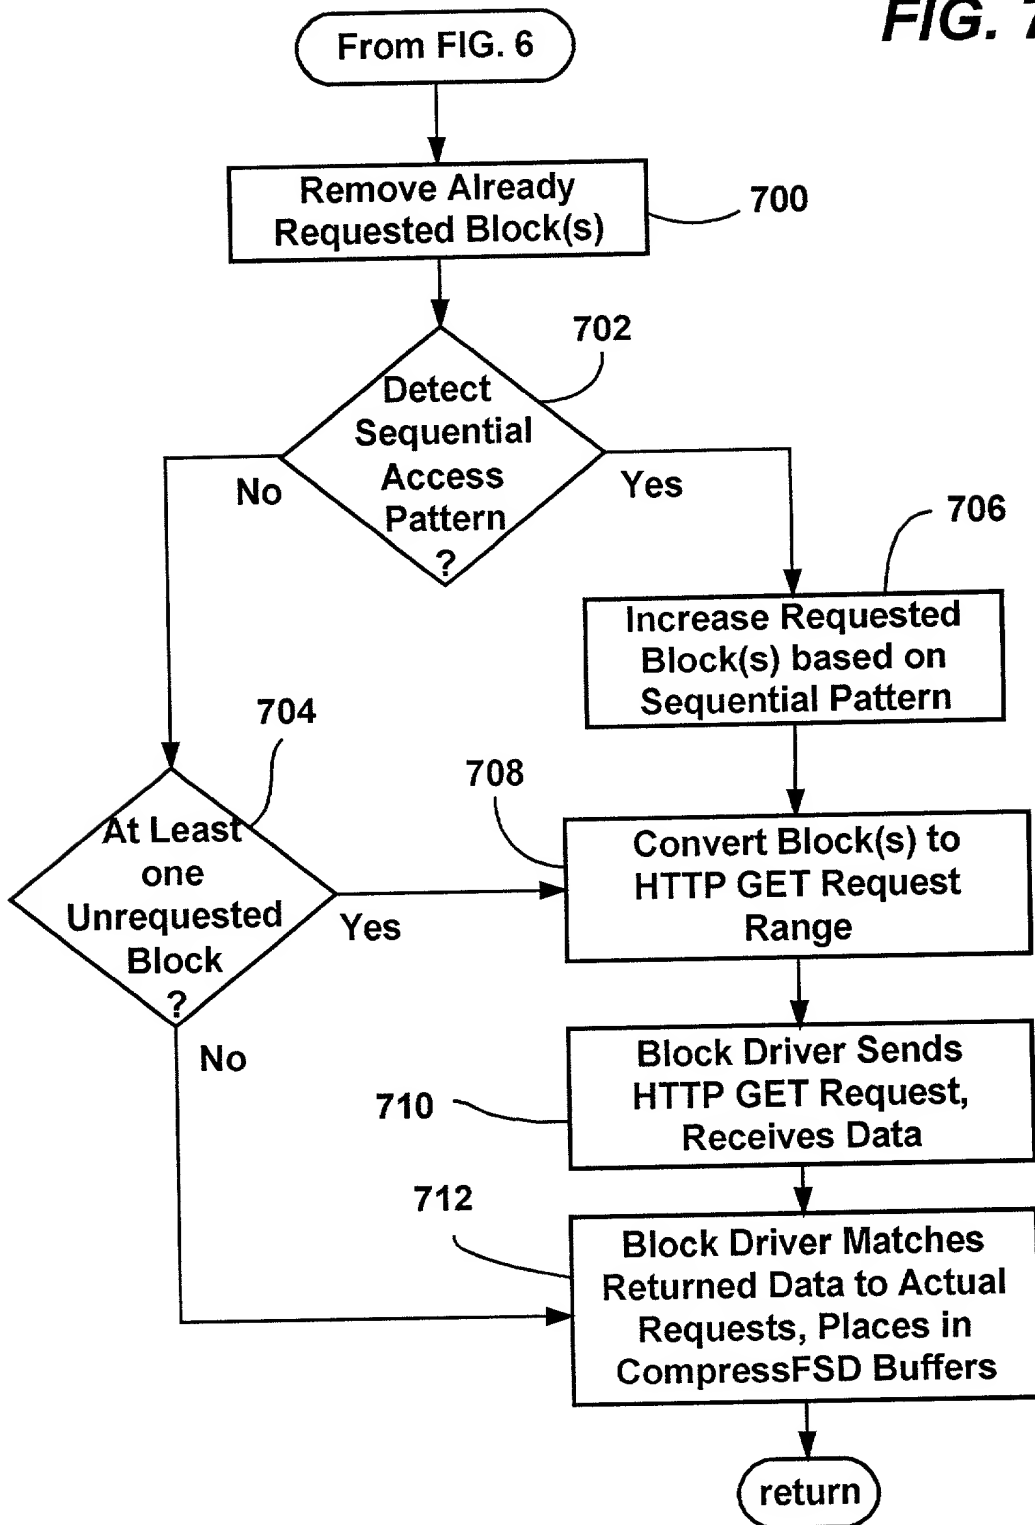 FIG. 7
From FIG. 6
Remove Already
Requested Block(s)
700
702
Detect
Sequential
Access
Pattern
?
No
Yes
706
Increase Requested
Block(s) based on
Sequential Pattern
704
At Least
one
Unrequested
Block
?
Yes
No
708
Convert Block(s) to
HTTP GET Request
Range
710
Block Driver Sends
HTTP GET Request,
Receives Data
712
Block Driver Matches
Returned Data to Actual
Requests, Places in
CompressFSD Buffers
return